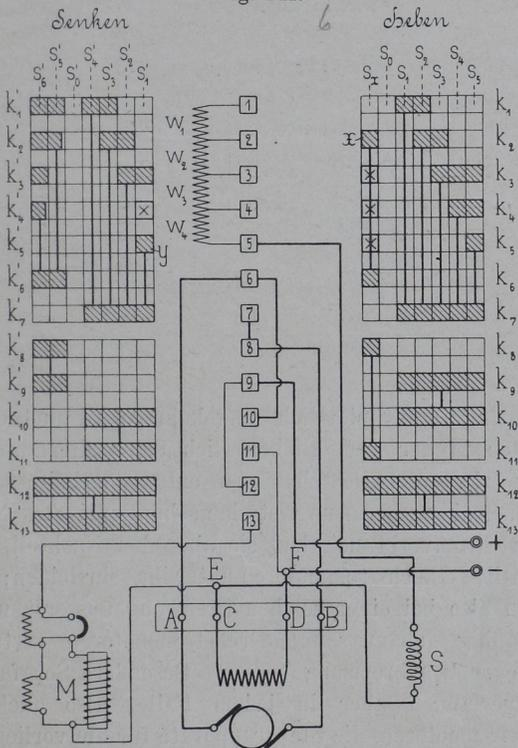 6
Senken Heben
S'6 S'5 S'0 S'4 S'3 S'2 S'1
Sx S0 S1 S2 S3 S4 S5
k'1 1 k1
W1
k'2 2 x k2
W2
k'3 3 k3
W3
k'4 4 k4
W4
k'5 y 5 k5
k'6 6 k6
k'7 7 k7
k'8 8 k8
k'9 9 k9
k'10 10 k10
k'11 11 k11
k'12 12 k12
k'13 13 k13
+
E F −
A C D B
M S